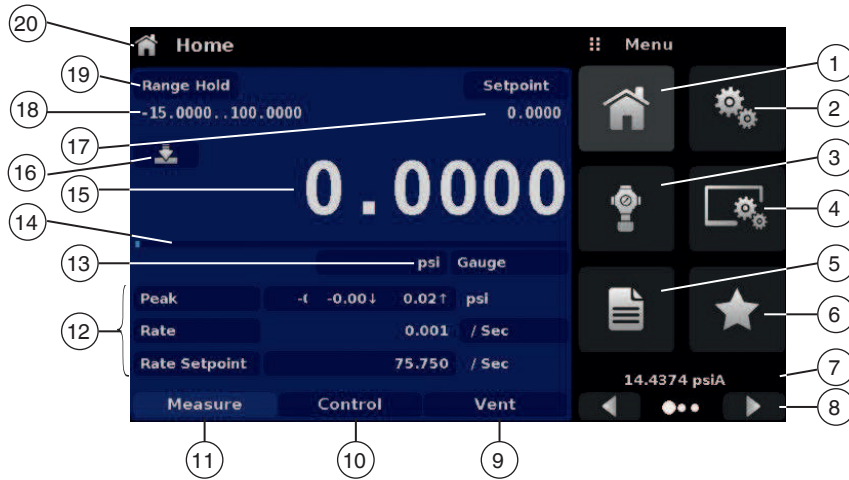 20
Home
Menu
19
Range Hold
Setpoint
1
18
-15.0000..100.0000
0.0000
2
17
16
3
15
0.0000
4
14
13
psi Gauge
5
12
Peak -0.00↓ 0.02↑ psi
6
Rate 0.001 / Sec
Rate Setpoint 75.750 / Sec
14.4374 psiA
7
Measure Control Vent
8
11
10
9